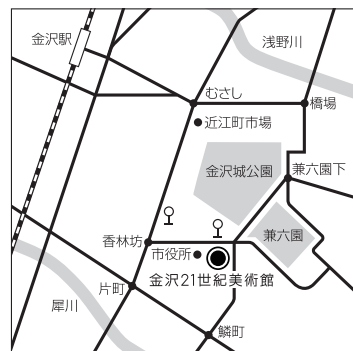 金沢駅
浅野川
むさし
橋場
近江町市場
金沢城公園
兼六園下
兼六園
香林坊
市役所
金沢21世紀美術館
片町
犀川
鱗町